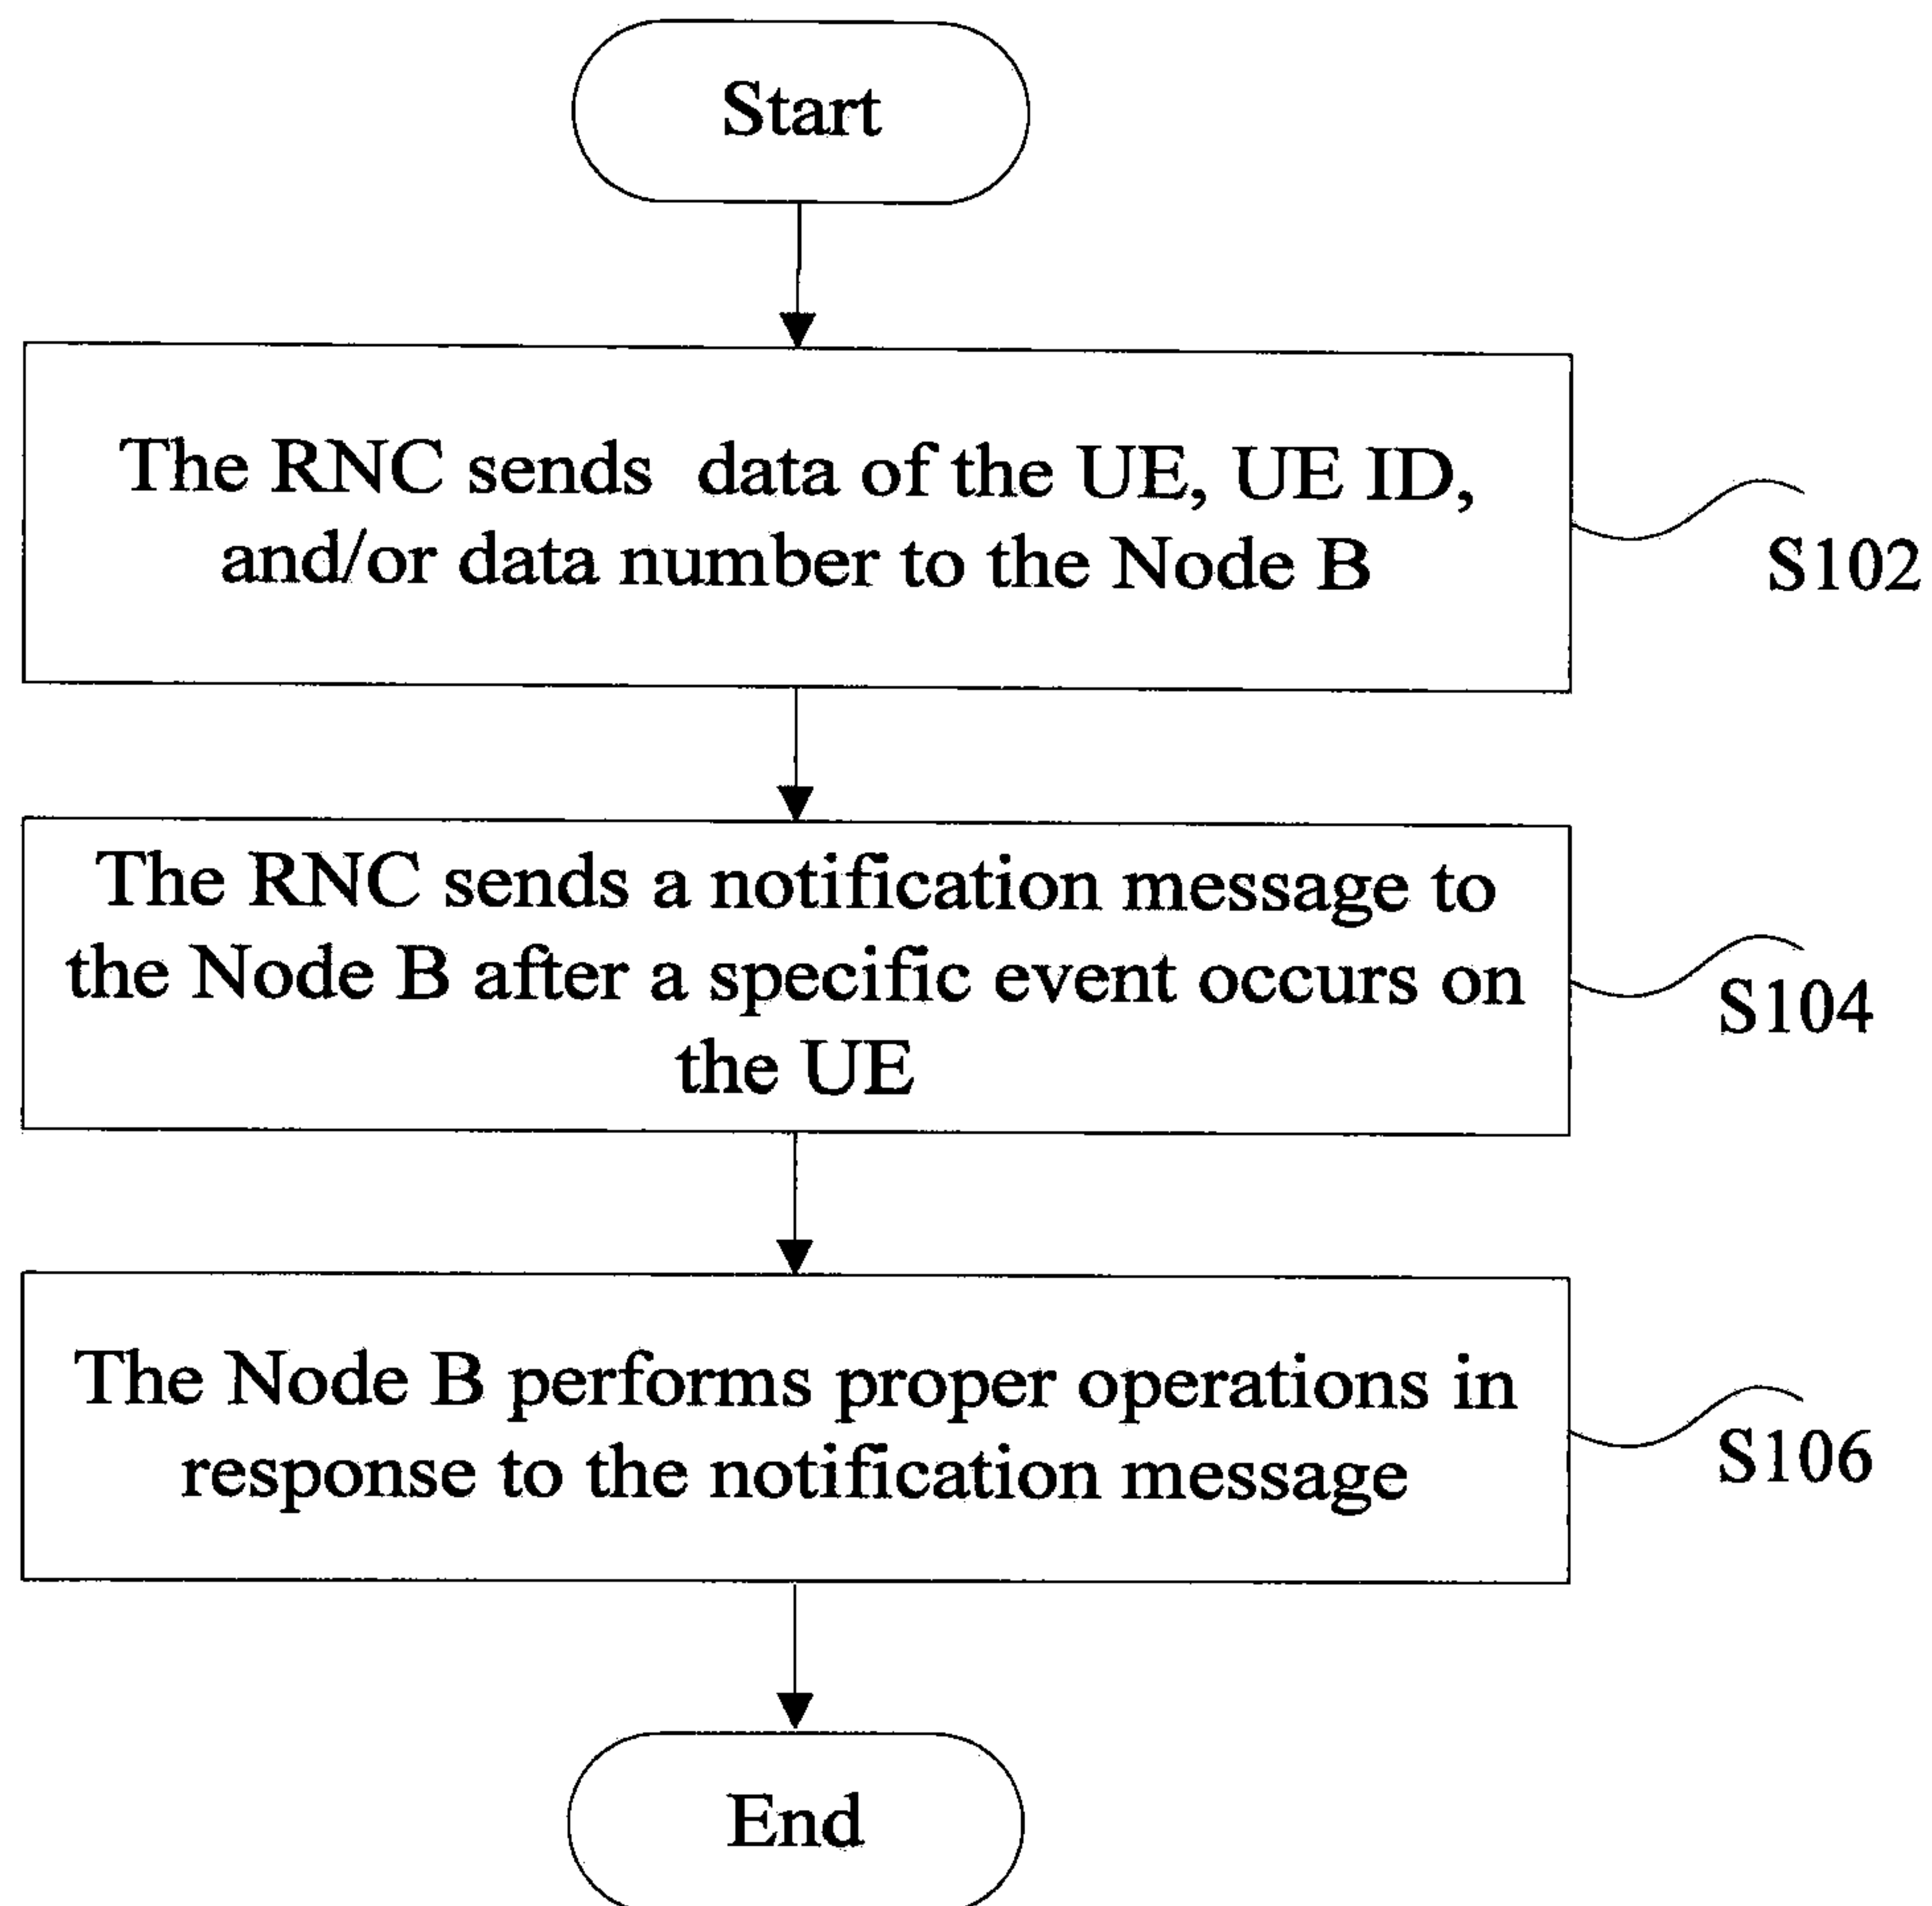 Start
The RNC sends data of the UE, UE ID,
and/or data number to the Node B
S102
The RNC sends a notification message to
the Node B after a specific event occurs on
the UE
S104
The Node B performs proper operations in
response to the notification message
S106
End